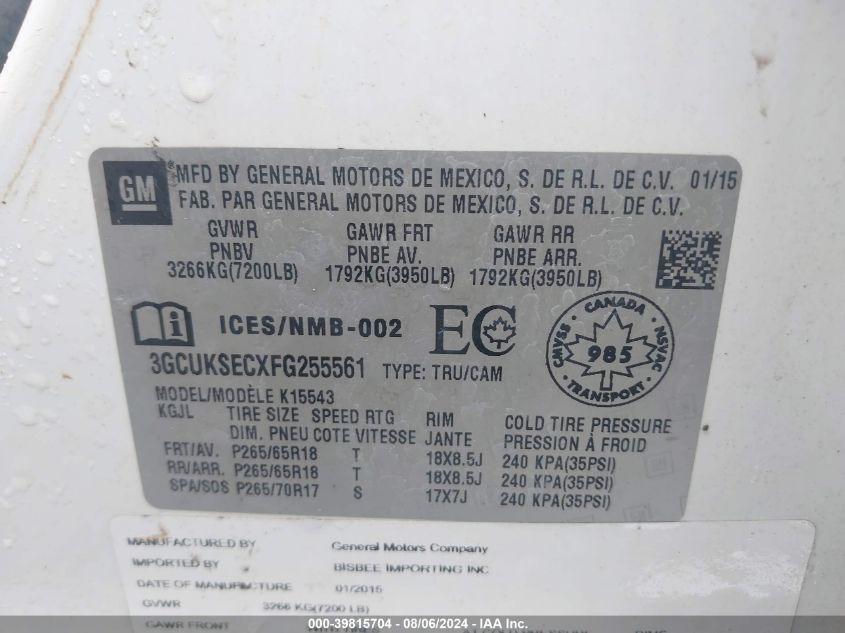 GM
MFD BY GENERAL MOTORS DE MEXICO, S. DE R.L. DE C.V. 01/15
FAB. PAR GENERAL MOTORS DE MEXICO, S. DE R.L. DE C.V.
GVWR GAWR FRT GAWR RR
PNBV PNBE AV. PNBE ARR.
3266KG(7200LB) 1792KG(3950LB) 1792KG(3950LB)
i ICES/NMB-002 EC
CANADA
CMVSS 985 NSVAC
TRANSPORT
3GCUKSECXFG255561 TYPE: TRU/CAM
MODEL/MODÈLE K15543
KGJL TIRE SIZE SPEED RTG RIM COLD TIRE PRESSURE
DIM. PNEU COTE VITESSE JANTE PRESSION À FROID
FRT/AV. P265/65R18 T 18X8.5J 240 KPA(35PSI)
RR/ARR. P265/65R18 T 18X8.5J 240 KPA(35PSI)
SPA/SOS P265/70R17 S 17X7J 240 KPA(35PSI)
MANUFACTURED BY General Motors Company
IMPORTED BY BISBEE IMPORTING INC
DATE OF MANUFACTURE 01/2015
GVWR 3266 KG(7200 LB)
GAWR FRONT
000-39815704 - 08/06/2024 - IAA Inc.